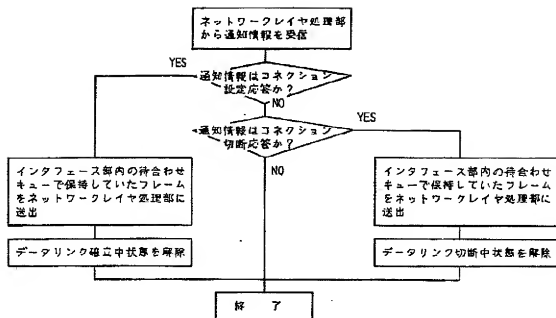 ネットワークレイヤ処理部
から通知情報を受信
YES
通知情報はコネクション
設定応答か？
NO
YES
通知情報はコネクション
切断応答か？
NO
インタフェース部内の待合わせ
キューで保持していたフレーム
をネットワークレイヤ処理部に
送出
インタフェース部内の待合わせ
キューで保持していたフレーム
をネットワークレイヤ処理部に
送出
データリンク確立中状態を解除
データリンク切断中状態を解除
終 了